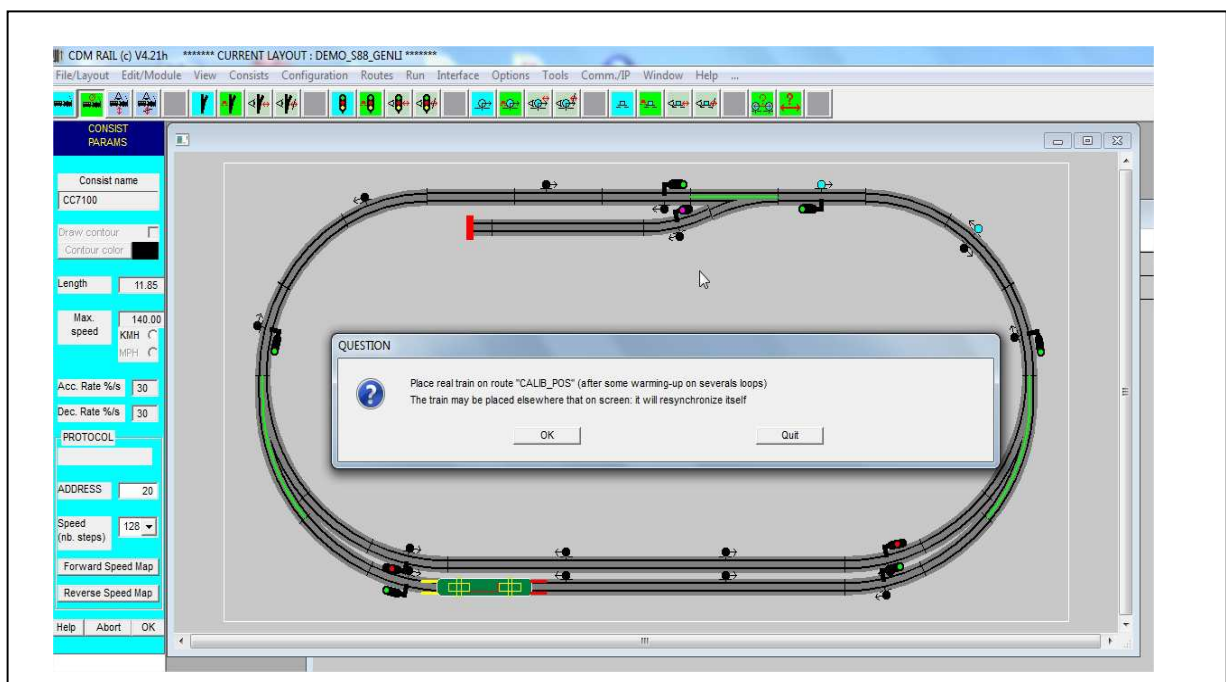 CDM RAIL (c) V4.21h ******* CURRENT LAYOUT : DEMO_S88_GENLI *******
File/Layout Edit/Module View Consists Configuration Routes Run Interface Options Tools Comm./IP Window Help ...
CONSIST
PARAMS
Consist name
CC7100
Draw contour
Contour color
Length 11.85
Max. speed 140.00
KMH
MPH
Acc. Rate %/s 30
Dec. Rate %/s 30
PROTOCOL
ADDRESS 20
Speed (nb. steps) 128
Forward Speed Map
Reverse Speed Map
Help Abort OK
QUESTION
Place real train on route "CALIB_POS" (after some warming-up on severals loops)
The train may be placed elsewhere that on screen: it will resynchronize itself
OK Quit